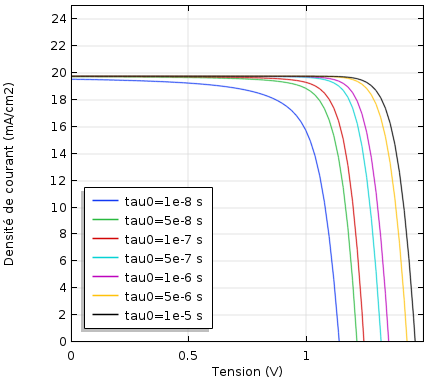 24
22
20
18
16
14
12
10
8
6
4
2
0
Densité de courant (mA/cm2)
tau0=1e-8 s
tau0=5e-8 s
tau0=1e-7 s
tau0=5e-7 s
tau0=1e-6 s
tau0=5e-6 s
tau0=1e-5 s
0 0.5 1
Tension (V)